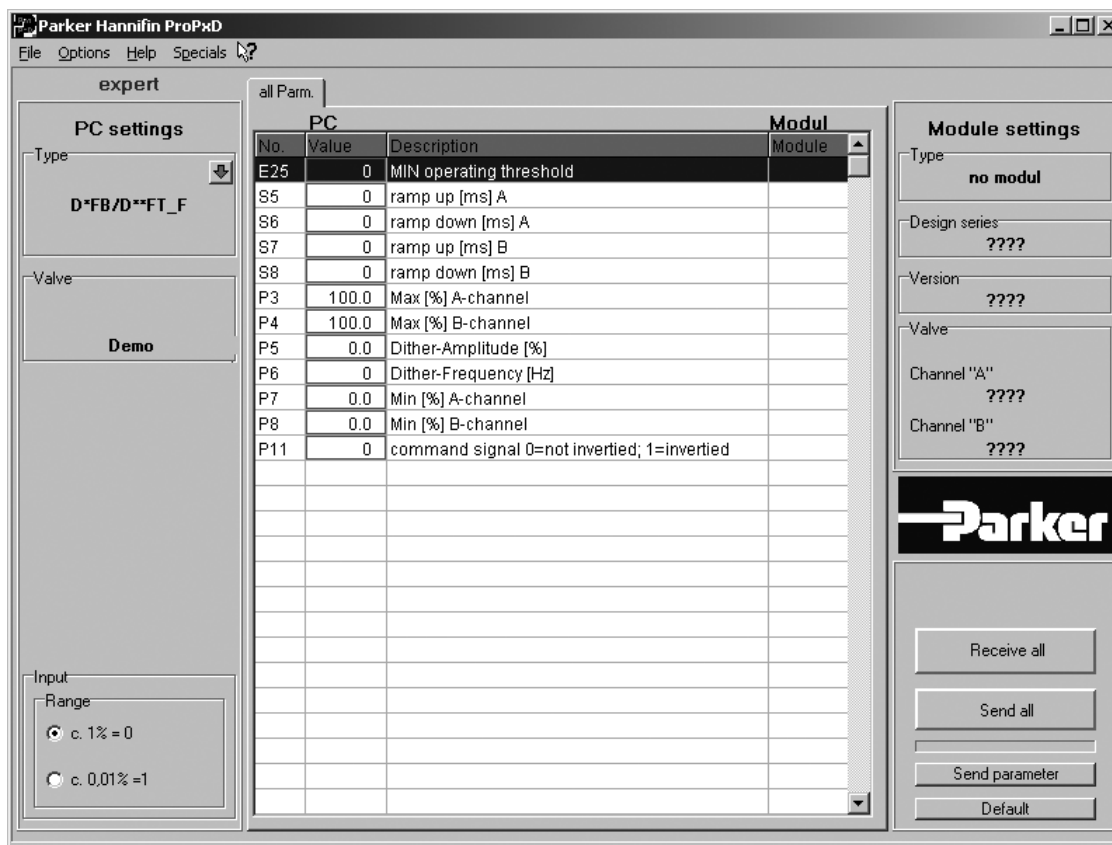 Parker Hannifin ProPxD
File Options Help Specials
expert
PC settings
Type
D*FB/D**FT_F
Valve
Demo
Input
Range
c. 1% = 0
c. 0,01% =1
all Parm.
PC Modul
No. Value Description Module
E25 0 MIN operating threshold
S5 0 ramp up [ms] A
S6 0 ramp down [ms] A
S7 0 ramp up [ms] B
S8 0 ramp down [ms] B
P3 100.0 Max [%] A-channel
P4 100.0 Max [%] B-channel
P5 0.0 Dither-Amplitude [%]
P6 0 Dither-Frequency [Hz]
P7 0.0 Min [%] A-channel
P8 0.0 Min [%] B-channel
P11 0 command signal 0=not invertied; 1=invertied
Module settings
Type
no modul
Design series
????
Version
????
Valve
Channel "A"
????
Channel "B"
????
Parker
Receive all
Send all
Send parameter
Default